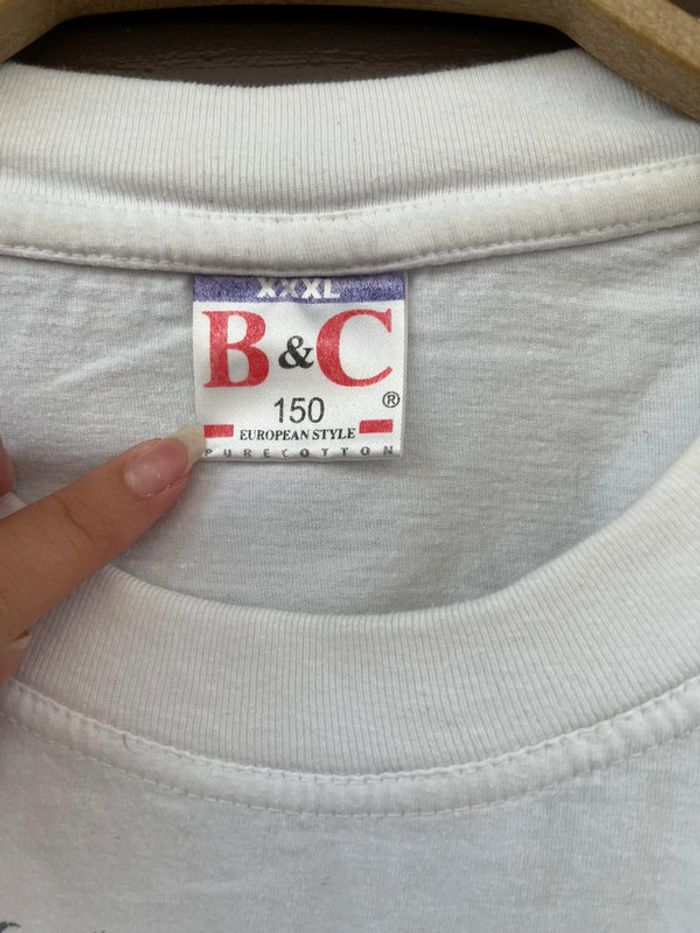 XXXL
B&C
150 ®
EUROPEAN STYLE
PURE COTTON